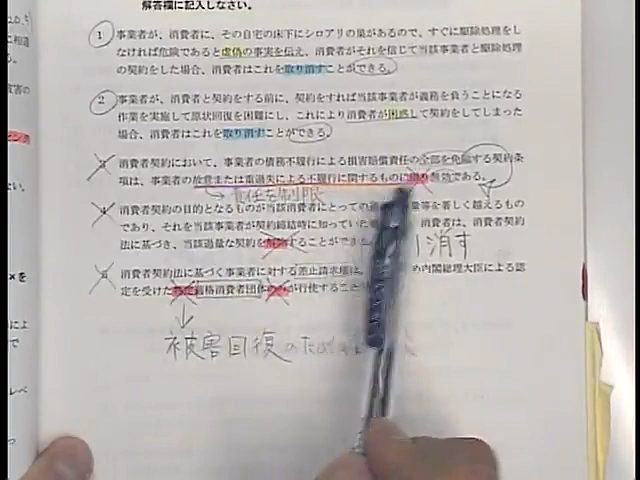 解答欄に記入しなさい。
1 事業者が、消費者に、その自宅の床下にシロアリの巣があるので、すぐに駆除処理をし
なければ危険であると虚偽の事実を伝え、消費者がそれを信じて当該事業者と駆除処理
の契約をした場合、消費者はこれを取り消すことができる。
2 事業者が、消費者と契約をする前に、契約をすれば当該事業者が義務を負うことになる
作業を実施して原状回復を困難にし、これにより消費者が困惑して契約をしてしまった
場合、消費者はこれを取り消すことができる。
3 消費者契約において、事業者の債務不履行による損害賠償責任の全部を免除する契約条
項は、事業者の故意または重過失による不履行に関するものに限り無効である。
→ 責任を制限
4 消費者契約の目的となるものが当該消費者にとっての 量等を著しく越えるもの
であり、それを当該事業者が契約締結時に知っていた 消費者は、消費者契約
法に基づき、当該過量な契約を解除することができ
消す
5 消費者契約法に基づく事業者に対する差止請求権は、 め内閣総理大臣による認
定を受けた 適格消費者団体のみが行使すること
被害回復のため